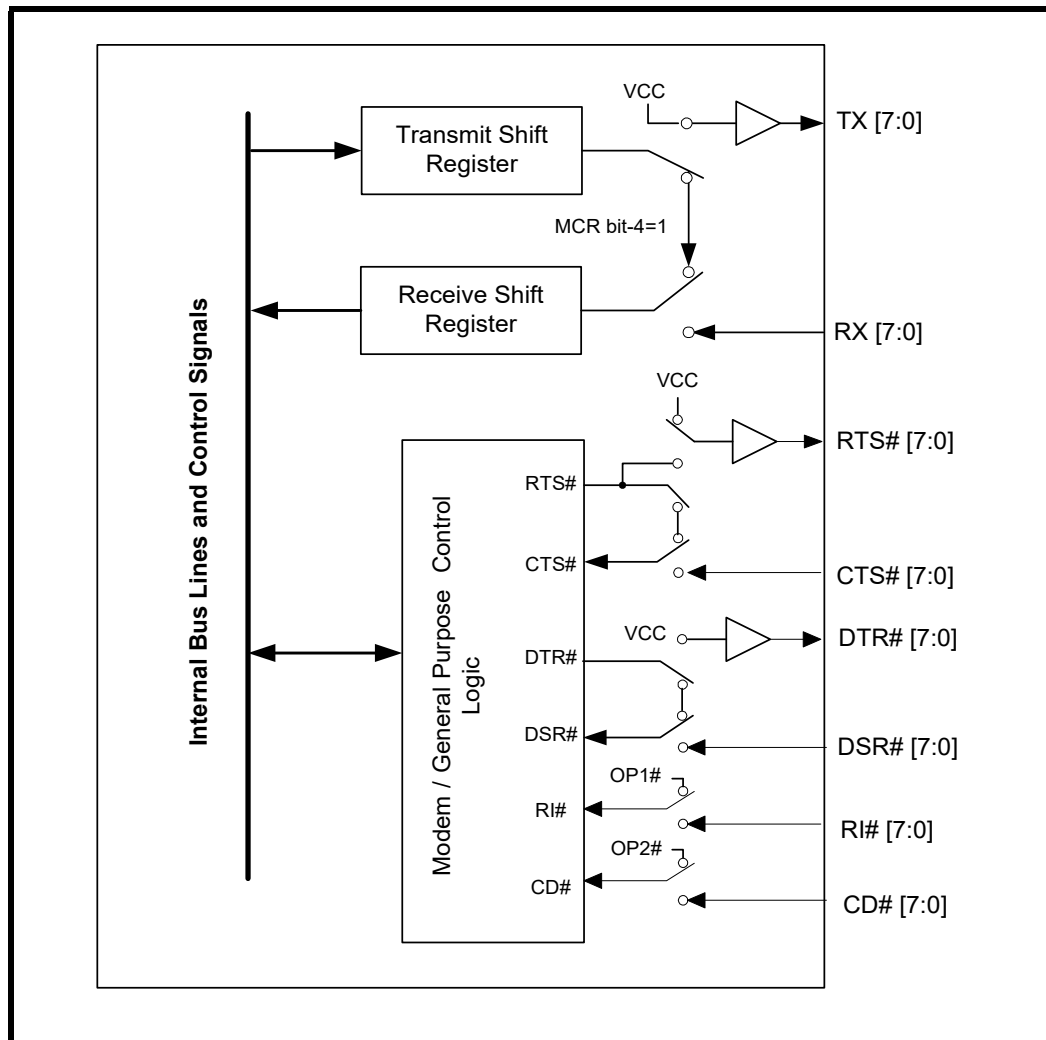 VCC
TX [7:0]
Transmit Shift
Register
MCR bit-4=1
Receive Shift
Register
RX [7:0]
Internal Bus Lines and Control Signals
VCC
RTS# [7:0]
RTS#
CTS#
CTS# [7:0]
Modem / General Purpose Control
Logic
VCC
DTR# [7:0]
DTR#
DSR#
DSR# [7:0]
OP1#
RI#
RI# [7:0]
OP2#
CD#
CD# [7:0]